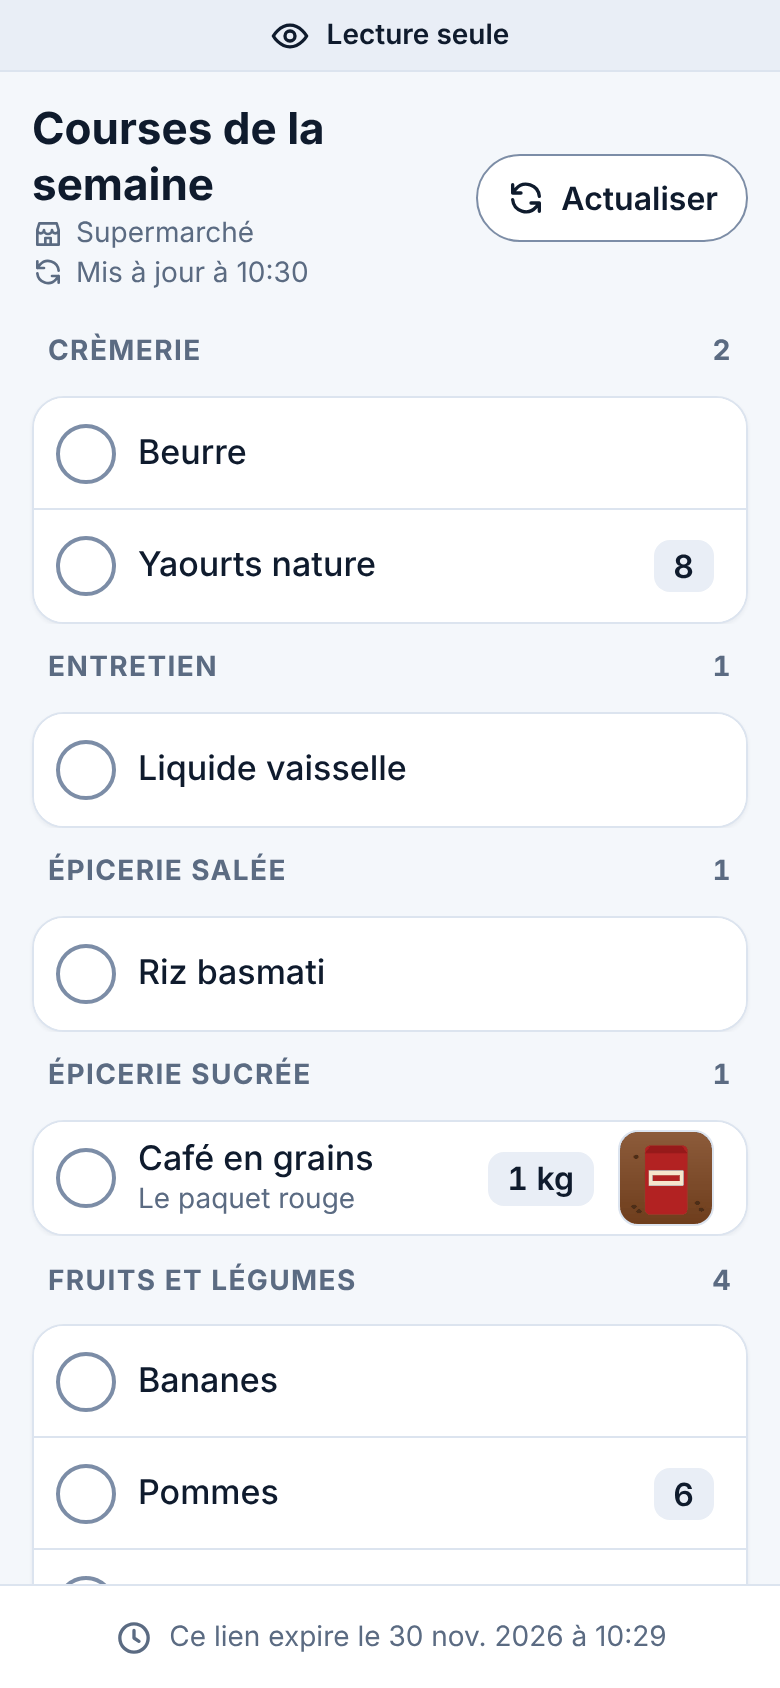 Lecture seule
Courses de la
semaine
Actualiser
Supermarché
Mis à jour à 10:30
CRÈMERIE 2
Beurre
Yaourts nature 8
ENTRETIEN 1
Liquide vaisselle
ÉPICERIE SALÉE 1
Riz basmati
ÉPICERIE SUCRÉE 1
Café en grains 1 kg
Le paquet rouge
FRUITS ET LÉGUMES 4
Bananes
Pommes 6
Ce lien expire le 30 nov. 2026 à 10:29